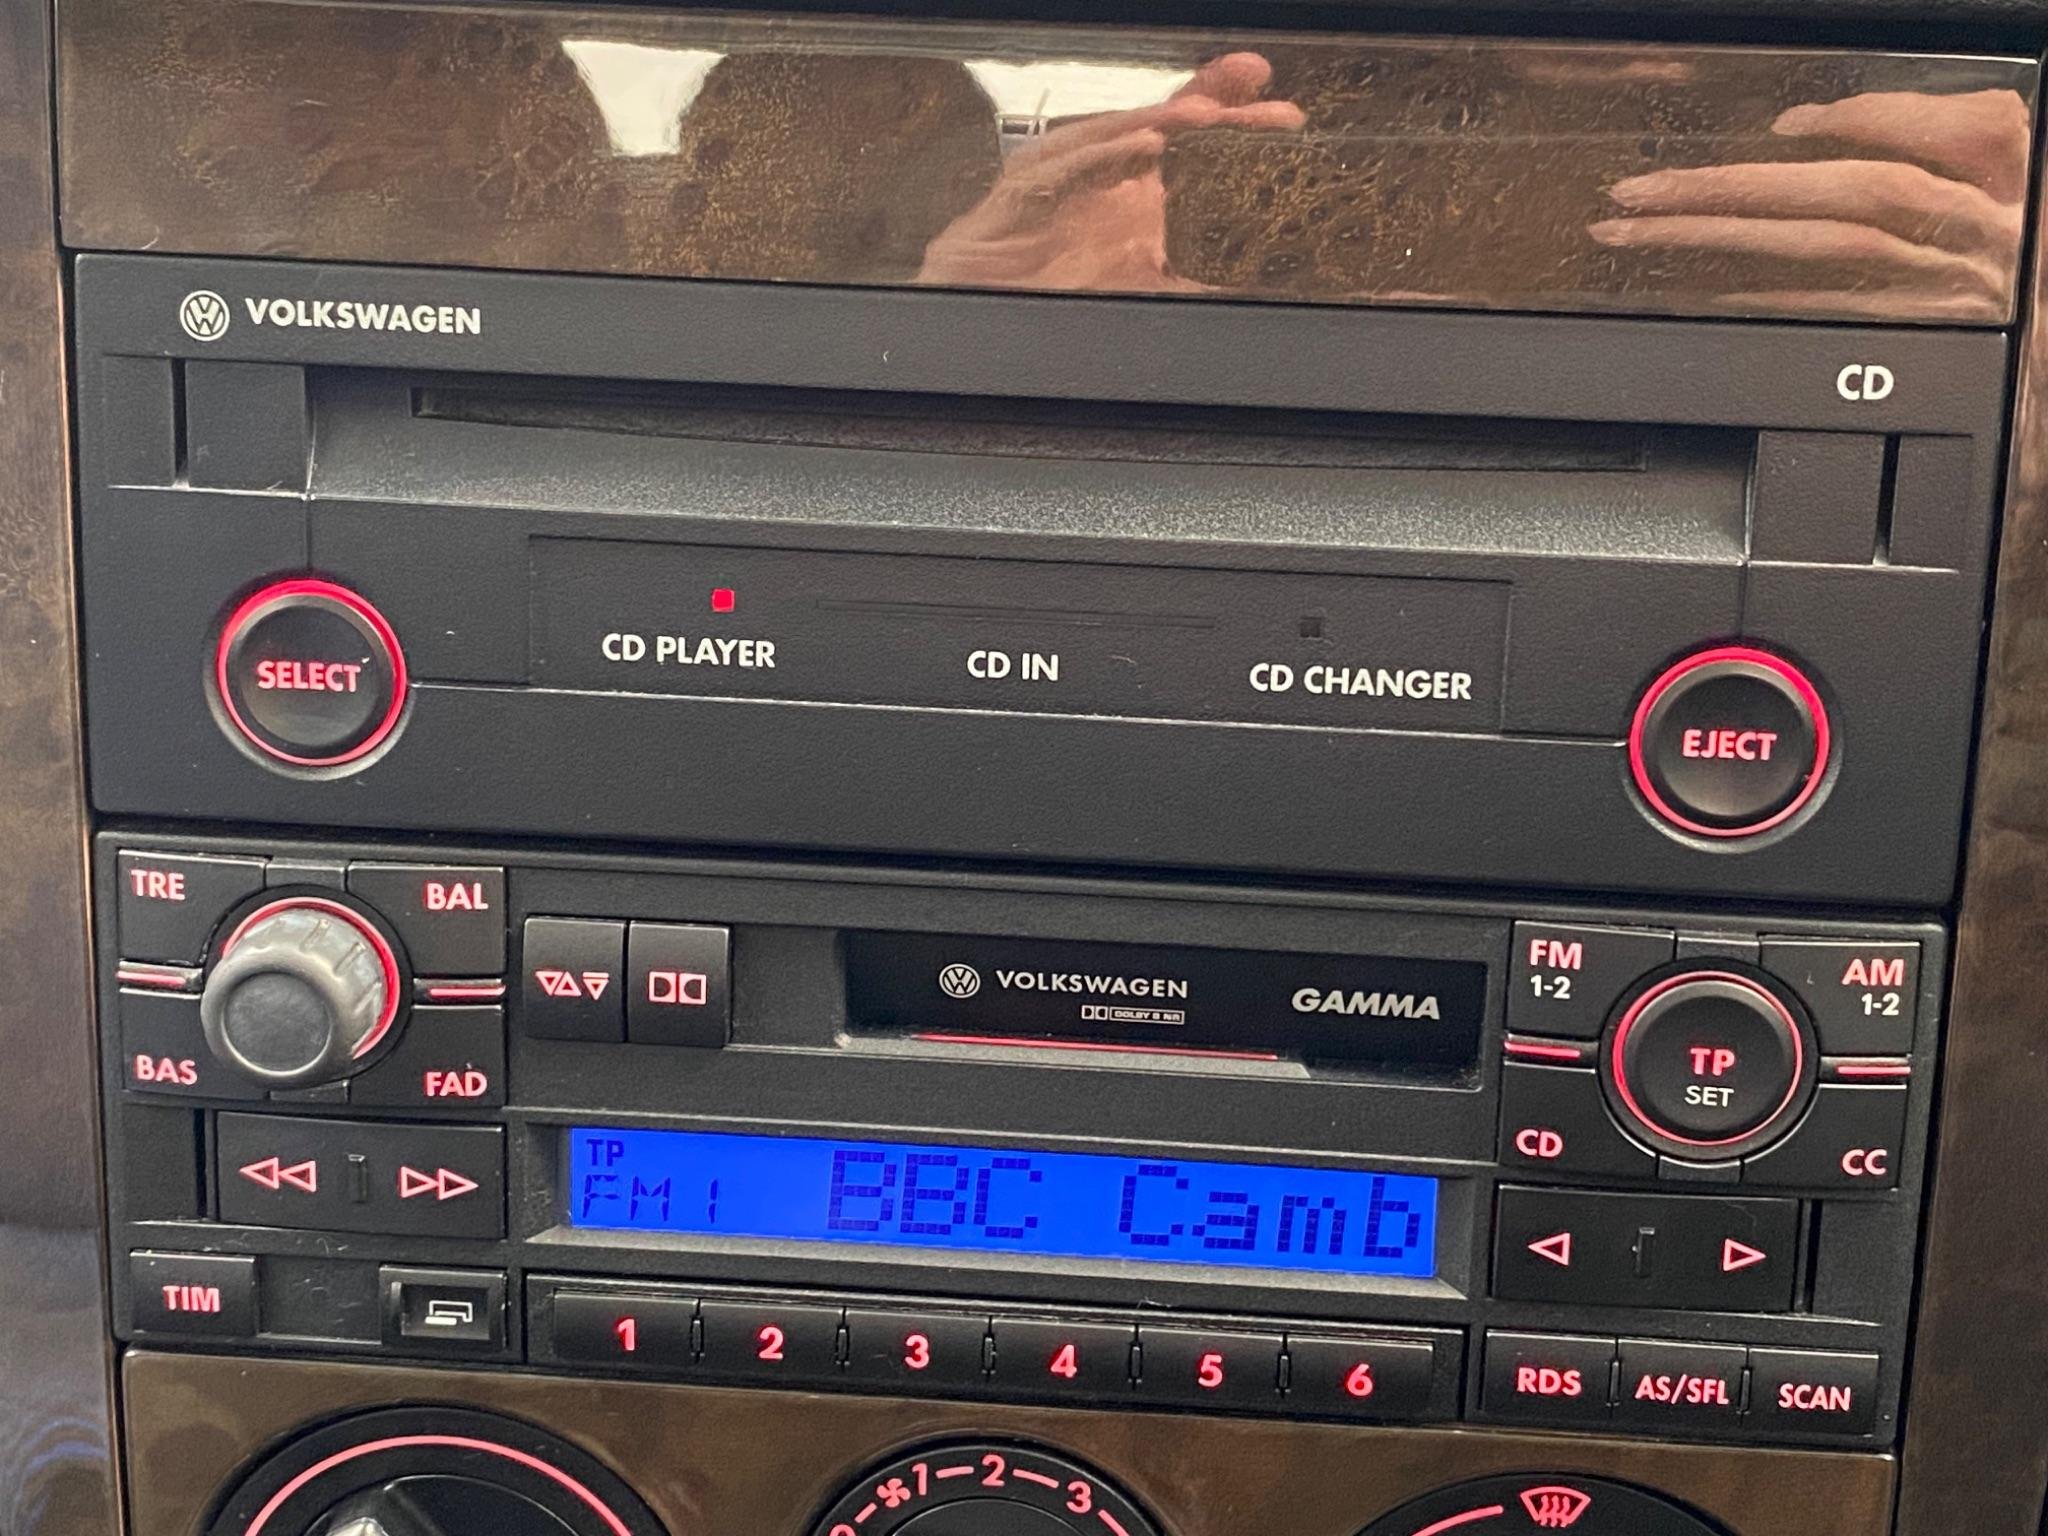 VOLKSWAGEN
CD
CD PLAYER
CD IN
CD CHANGER
SELECT
EJECT
TRE
BAL
BAS
FAD
VOLKSWAGEN
DOLBY B NR
GAMMA
FM
1-2
AM
1-2
TP
SET
CD
CC
TP
FM1 BBC Camb
TIM
1 2 3 4 5 6
RDS AS/SFL SCAN
0 1 2 3